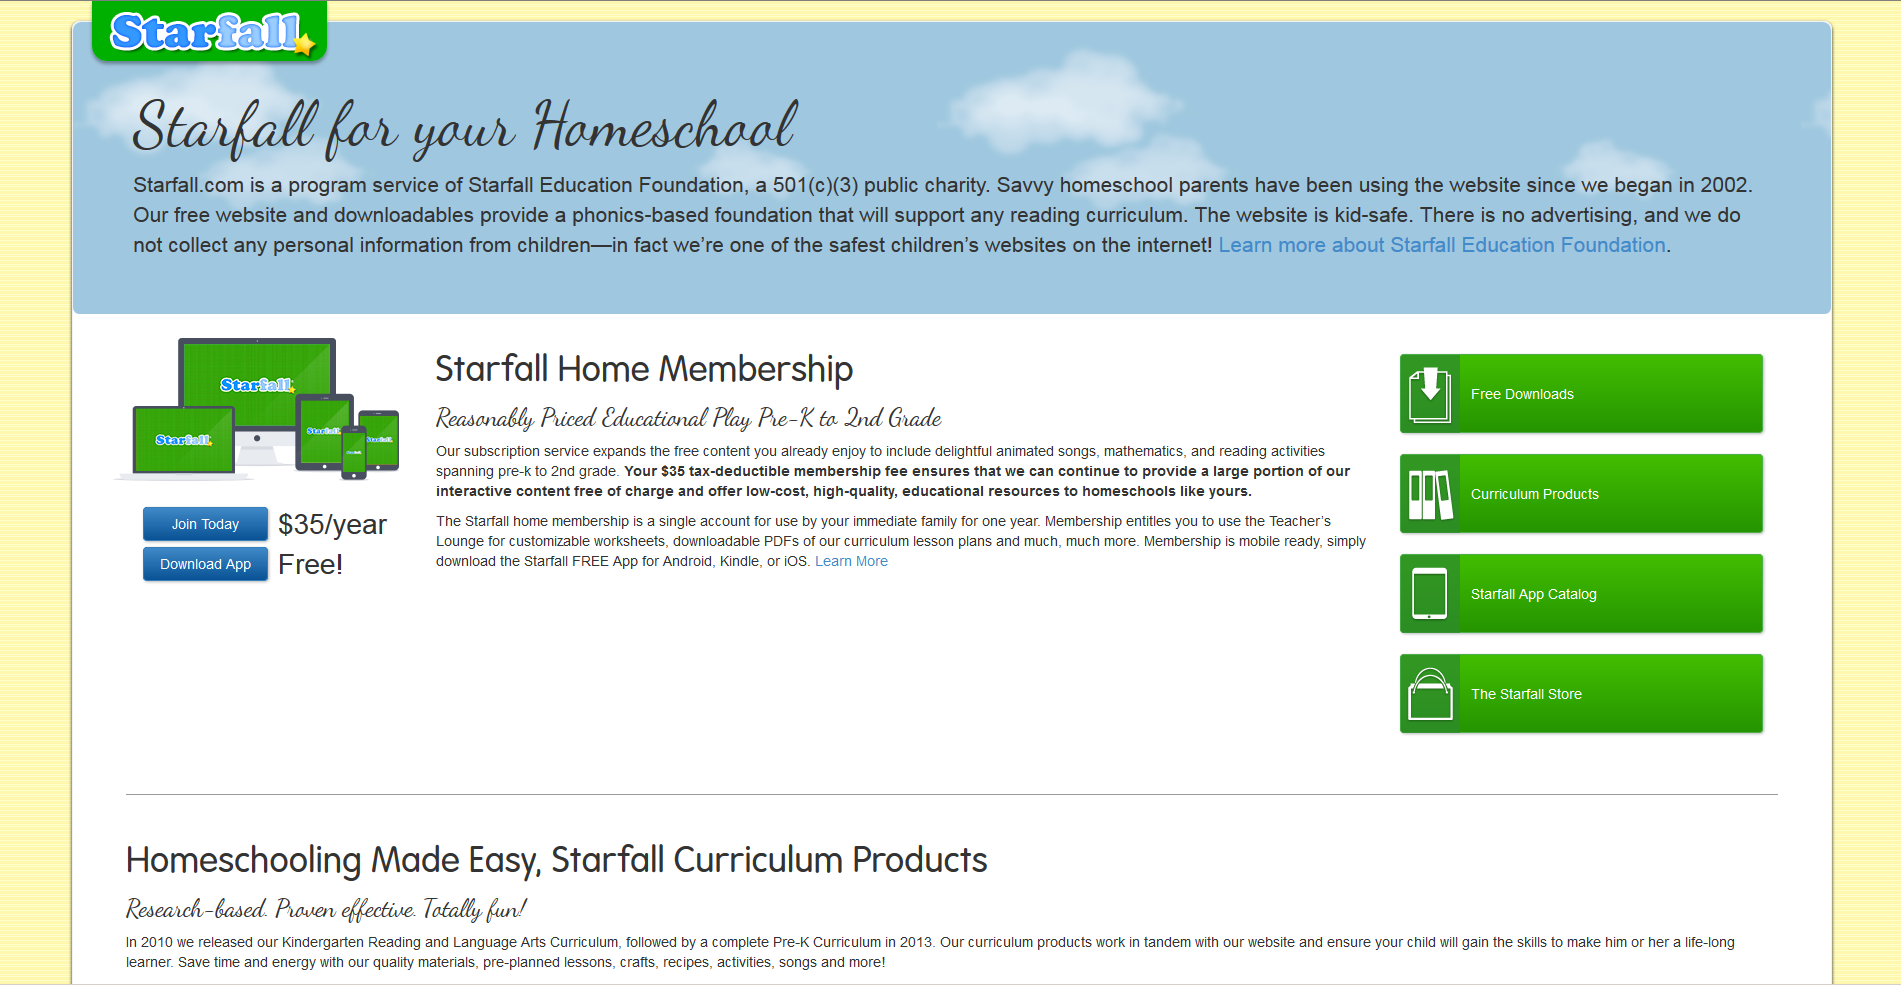 Starfall
Starfall for your Homeschool
Starfall.com is a program service of Starfall Education Foundation, a 501(c)(3) public charity. Savvy homeschool parents have been using the website since we began in 2002.
Our free website and downloadables provide a phonics-based foundation that will support any reading curriculum. The website is kid-safe. There is no advertising, and we do
not collect any personal information from children—in fact we’re one of the safest children’s websites on the internet! Learn more about Starfall Education Foundation.
Starfall
Starfall
Starfall
Starfall
Starfall
Join Today $35/year
Download App Free!
Starfall Home Membership
Reasonably Priced Educational Play Pre-K to 2nd Grade
Our subscription service expands the free content you already enjoy to include delightful animated songs, mathematics, and reading activities
spanning pre-k to 2nd grade. Your $35 tax-deductible membership fee ensures that we can continue to provide a large portion of our
interactive content free of charge and offer low-cost, high-quality, educational resources to homeschools like yours.
The Starfall home membership is a single account for use by your immediate family for one year. Membership entitles you to use the Teacher’s
Lounge for customizable worksheets, downloadable PDFs of our curriculum lesson plans and much, much more. Membership is mobile ready, simply
download the Starfall FREE App for Android, Kindle, or iOS. Learn More
Free Downloads
Curriculum Products
Starfall App Catalog
The Starfall Store
Homeschooling Made Easy, Starfall Curriculum Products
Research-based. Proven effective. Totally fun!
In 2010 we released our Kindergarten Reading and Language Arts Curriculum, followed by a complete Pre-K Curriculum in 2013. Our curriculum products work in tandem with our website and ensure your child will gain the skills to make him or her a life-long
learner. Save time and energy with our quality materials, pre-planned lessons, crafts, recipes, activities, songs and more!